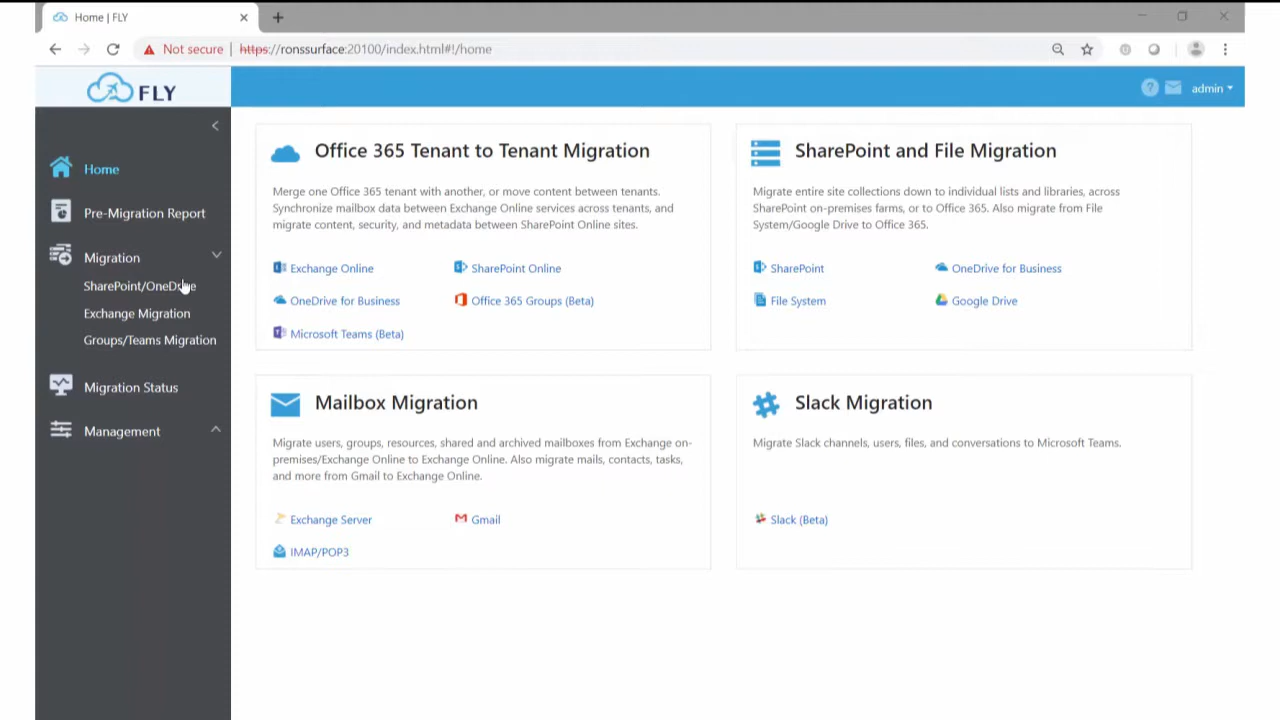 Home | FLY
Not secure | https://ronssurface:20100/index.html#!/home
FLY
admin
Home
Pre-Migration Report
Migration
SharePoint/OneDrive
Exchange Migration
Groups/Teams Migration
Migration Status
Management
Office 365 Tenant to Tenant Migration
Merge one Office 365 tenant with another, or move content between tenants.
Synchronize mailbox data between Exchange Online services across tenants, and
migrate content, security, and metadata between SharePoint Online sites.
Exchange Online
SharePoint Online
OneDrive for Business
Office 365 Groups (Beta)
Microsoft Teams (Beta)
SharePoint and File Migration
Migrate entire site collections down to individual lists and libraries, across
SharePoint on-premises farms, or to Office 365. Also migrate from File
System/Google Drive to Office 365.
SharePoint
OneDrive for Business
File System
Google Drive
Mailbox Migration
Migrate users, groups, resources, shared and archived mailboxes from Exchange on-
premises/Exchange Online to Exchange Online. Also migrate mails, contacts, tasks,
and more from Gmail to Exchange Online.
Exchange Server
Gmail
IMAP/POP3
Slack Migration
Migrate Slack channels, users, files, and conversations to Microsoft Teams.
Slack (Beta)